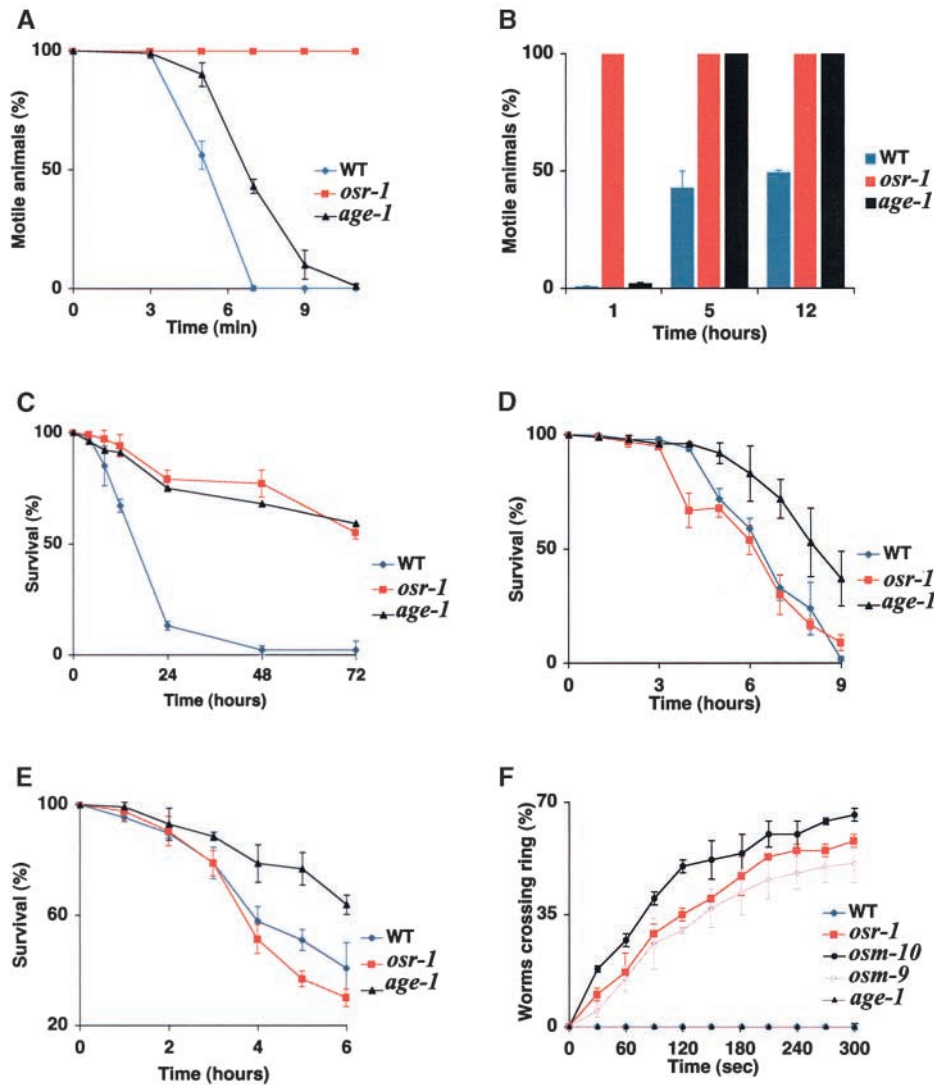 A
Motile animals (%)
100
50
0
0 3 6 9
Time (min)
WT
osr-1
age-1
B
Motile animals (%)
100
50
0
1 5 12
Time (hours)
WT
osr-1
age-1
C
Survival (%)
100
50
0
0 24 48 72
Time (hours)
WT
osr-1
age-1
D
Survival (%)
100
50
0
0 3 6 9
Time (hours)
WT
osr-1
age-1
E
Survival (%)
100
60
20
0 2 4 6
Time (hours)
WT
osr-1
age-1
F
Worms crossing ring (%)
70
35
0
0 60 120 180 240 300
Time (sec)
WT
osr-1
osm-10
osm-9
age-1